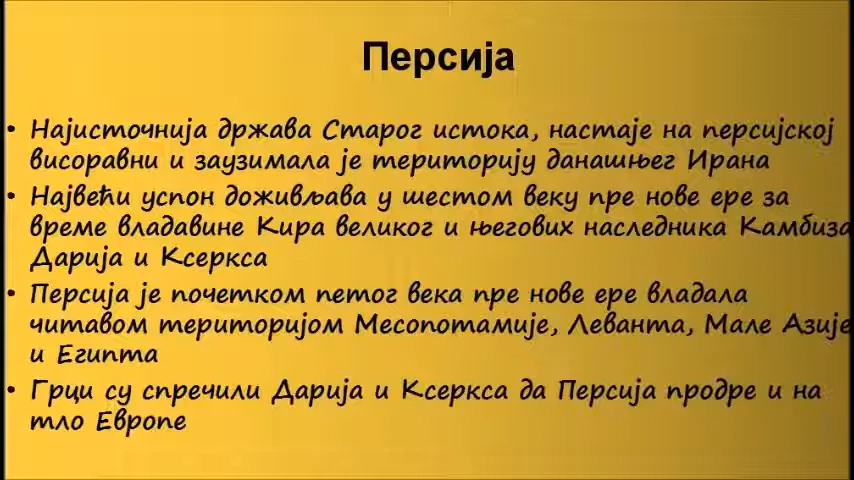 Персија
• Најисточнија држава Старог истока, настаје на персијској
висоравни и заузимала је територију данашњег Ирана
• Највећи успон доживљава у шестом веку пре нове ере за
време владавине Кира великог и његових наследника Камбиза
Дарија и Ксеркса
• Персија је почетком петог века пре нове ере владала
читавом територијом Месопотамије, Леванта, Мале Азије
и Египта
• Грци су спречили Дарија и Ксеркса да Персија продре и на
тло Европе